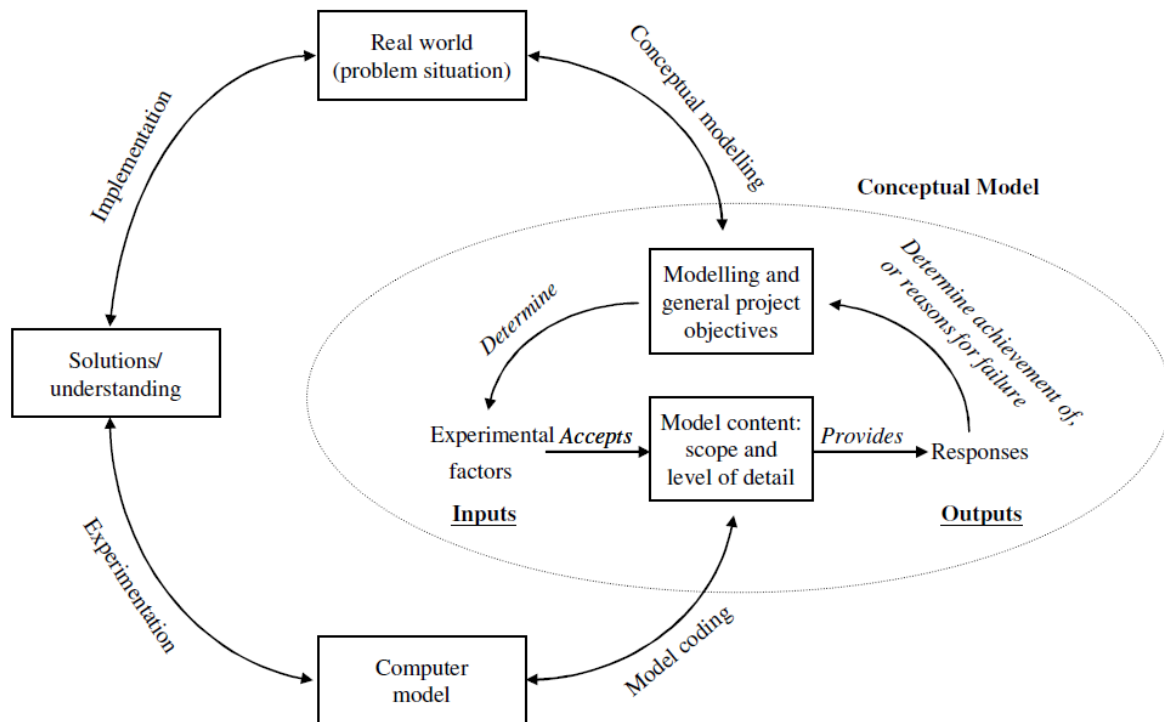 Real world
(problem situation)
Implementation
Conceptual modelling
Conceptual Model
Modelling and
general project
objectives
Determine
Determine achievement of,
or reasons for failure
Solutions/
understanding
Experimental
factors
Accepts
Model content:
scope and
level of detail
Provides
Responses
Inputs
Outputs
Experimentation
Model coding
Computer
model